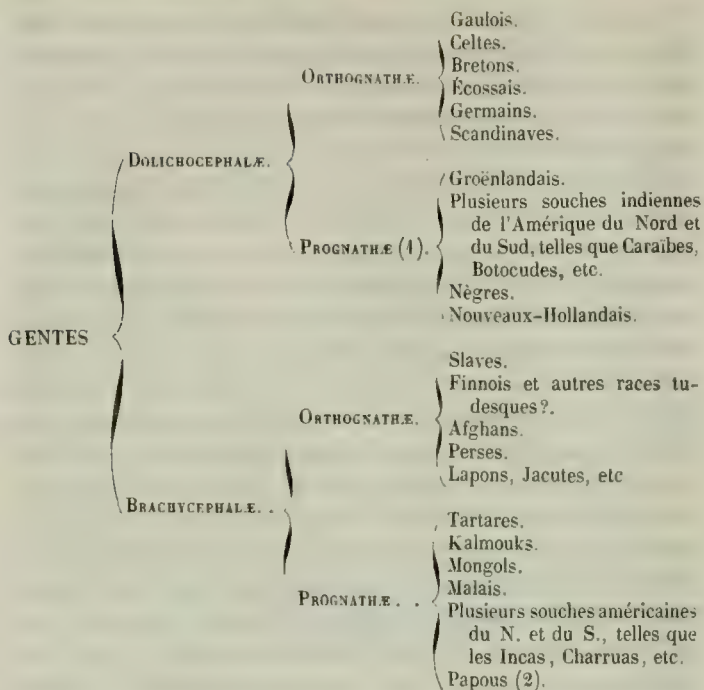 Gaulois.
Celtes.
ORTHOGNATHÆ.
Bretons.
Écossais.
Germains.
Scandinaves.
DOLICHOCEPHALÆ.
Groënlandais.
Plusieurs souches indiennes
de l'Amérique du Nord et
PROGNATHÆ (1).
du Sud, telles que Caraïbes,
Botocudes, etc.
Nègres.
Nouveaux-Hollandais.
GENTES
Slaves.
Finnois et autres races tu-
desques?.
ORTHOGNATHÆ.
Afghans.
Perses.
Lapons, Jacutes, etc
BRACHYCEPHALÆ. .
Tartares.
Kalmouks.
Mongols.
PROGNATHÆ. . .
Malais.
Plusieurs souches américaines
du N. et du S., telles que
les Incas, Charruas, etc.
Papous (2).